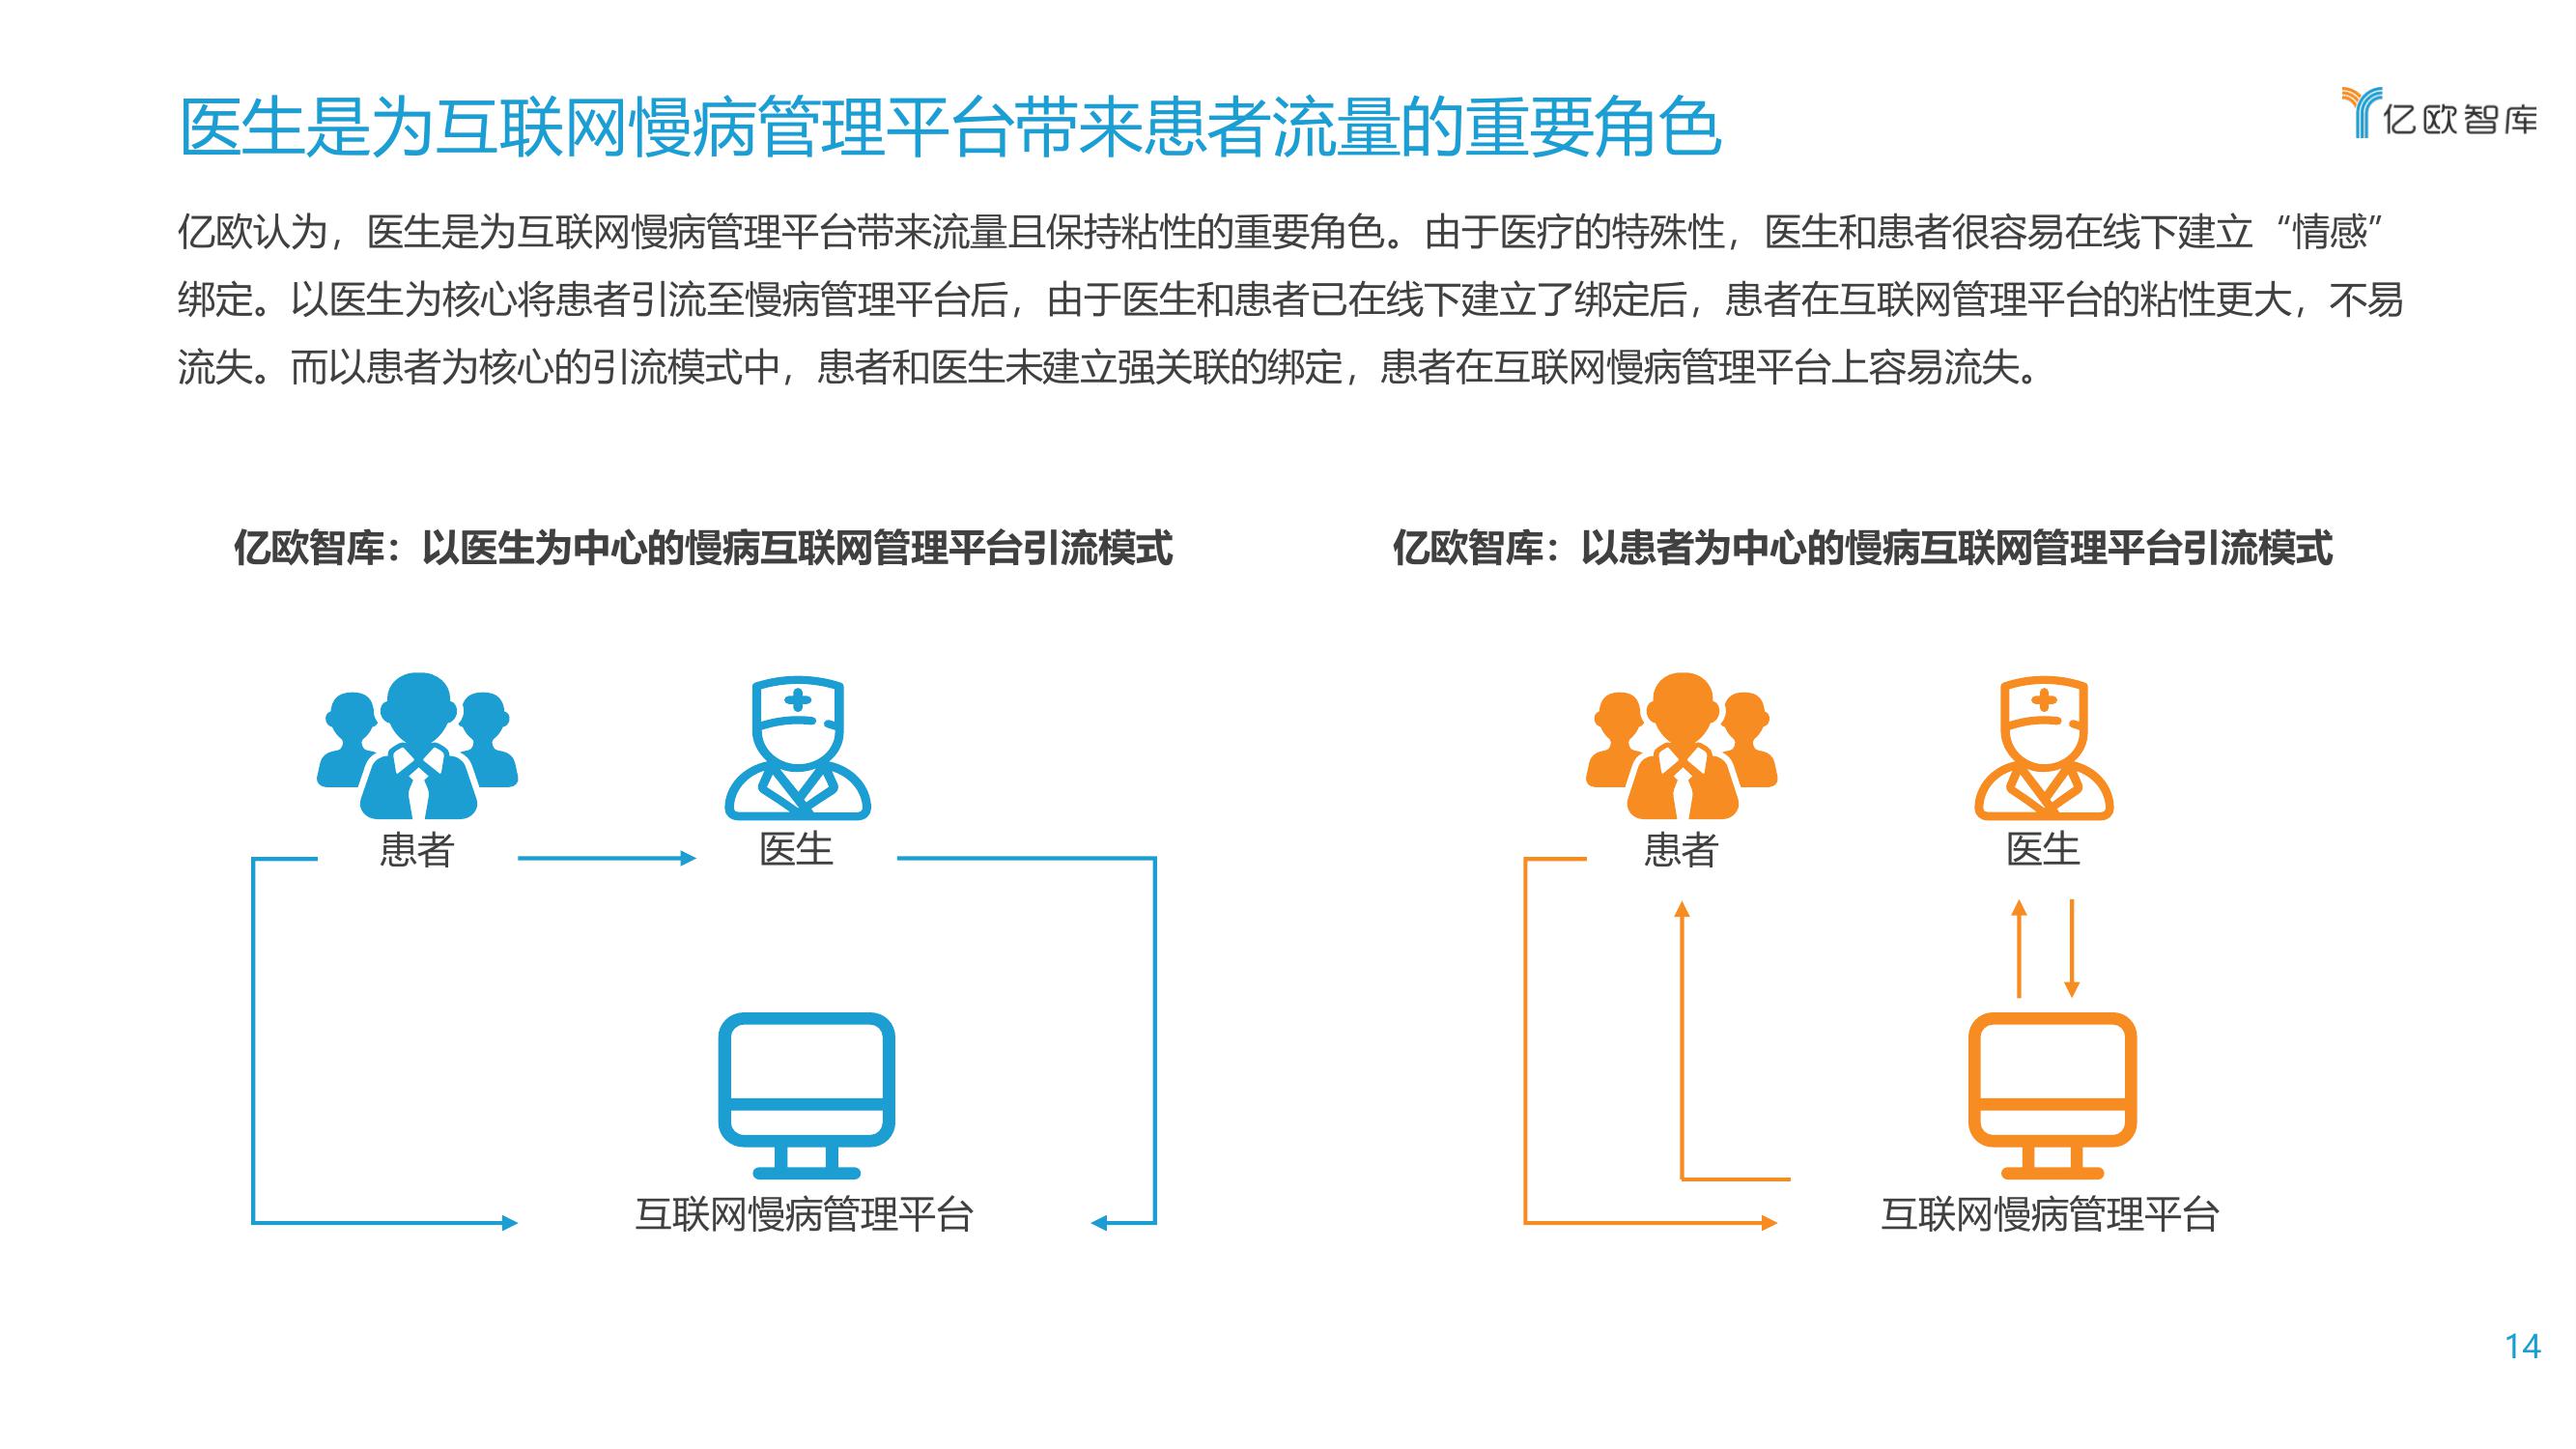 医生是为互联网慢病管理平台带来患者流量的重要角色
亿欧智库
亿欧认为，医生是为互联网慢病管理平台带来流量且保持粘性的重要角色。由于医疗的特殊性，医生和患者很容易在线下建立“情感”
绑定。以医生为核心将患者引流至慢病管理平台后，由于医生和患者已在线下建立了绑定后，患者在互联网管理平台的粘性更大，不易
流失。而以患者为核心的引流模式中，患者和医生未建立强关联的绑定，患者在互联网慢病管理平台上容易流失。
亿欧智库：以医生为中心的慢病互联网管理平台引流模式
患者
医生
互联网慢病管理平台
亿欧智库：以患者为中心的慢病互联网管理平台引流模式
患者
医生
互联网慢病管理平台
14